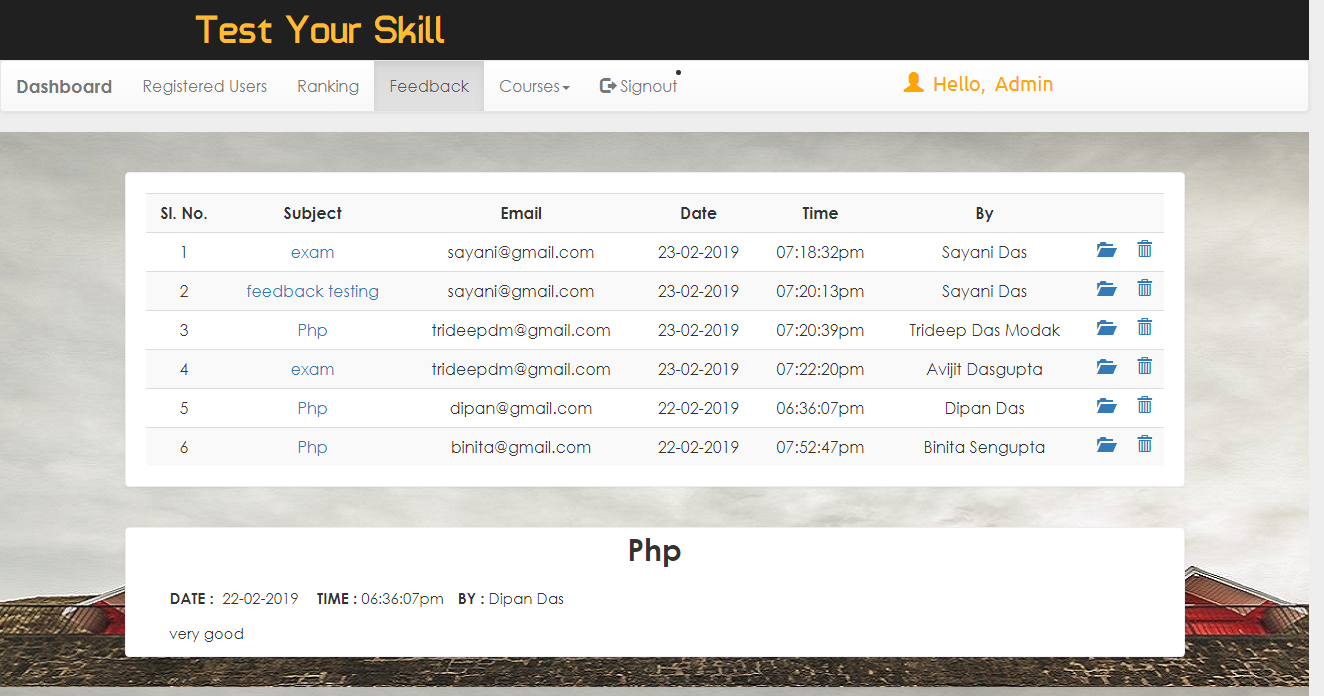 Test Your Skill
Dashboard Registered Users Ranking Feedback Courses Signout Hello, Admin
Sl. No. Subject Email Date Time By
1 exam sayani@gmail.com 23-02-2019 07:18:32pm Sayani Das
2 feedback testing sayani@gmail.com 23-02-2019 07:20:13pm Sayani Das
3 Php trideepdm@gmail.com 23-02-2019 07:20:39pm Trideep Das Modak
4 exam trideepdm@gmail.com 23-02-2019 07:22:20pm Avijit Dasgupta
5 Php dipan@gmail.com 22-02-2019 06:36:07pm Dipan Das
6 Php binita@gmail.com 22-02-2019 07:52:47pm Binita Sengupta
Php
DATE : 22-02-2019 TIME : 06:36:07pm BY : Dipan Das
very good